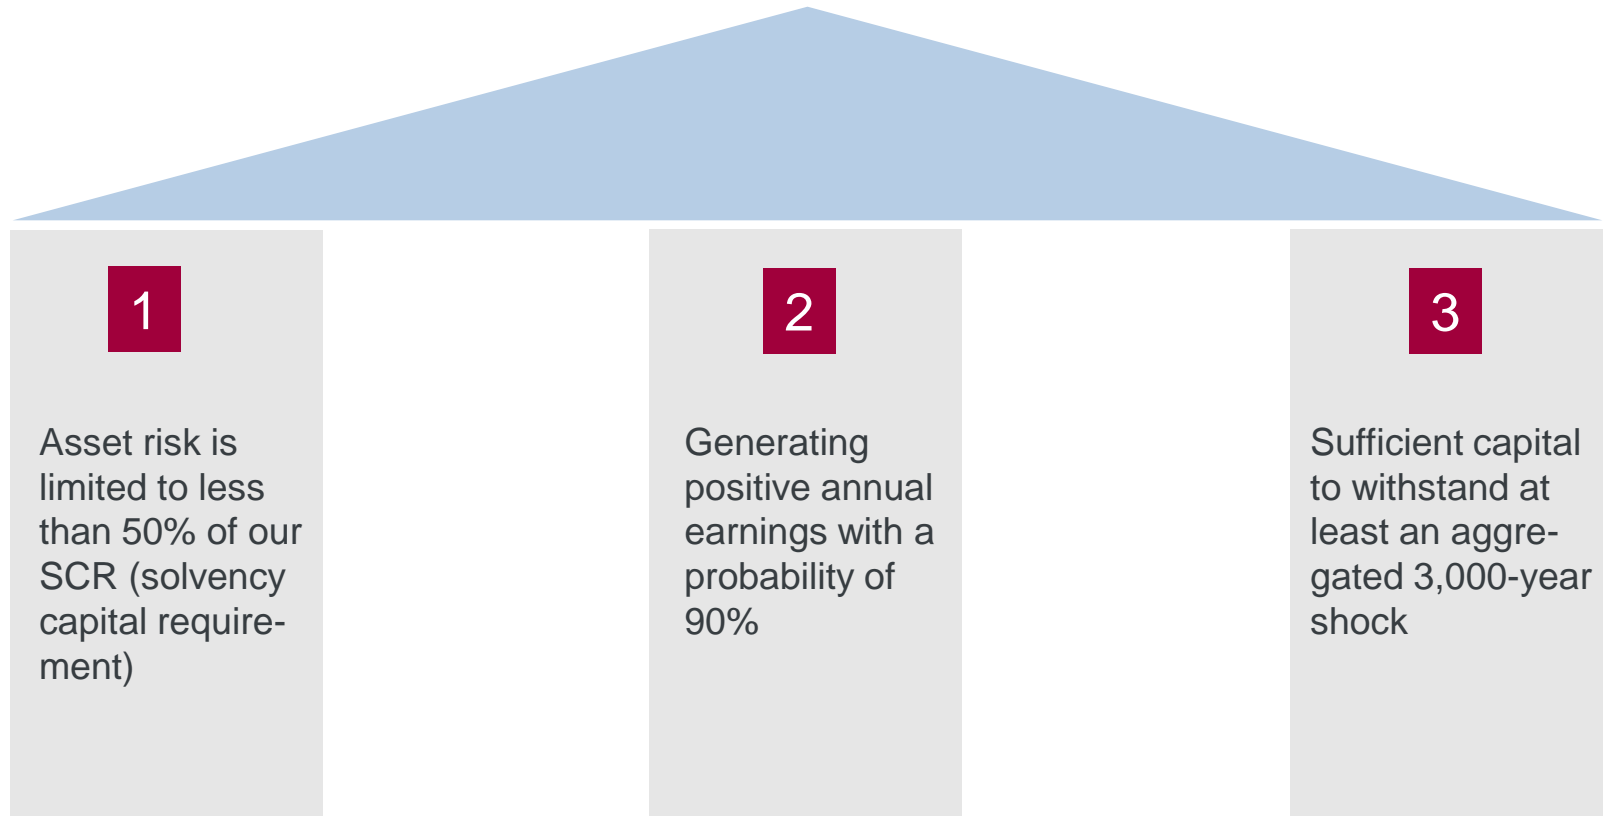 1
Asset risk is
limited to less
than 50% of our
SCR (solvency
capital require-
ment)
2
Generating
positive annual
earnings with a
probability of
90%
3
Sufficient capital
to withstand at
least an aggre-
gated 3,000-year
shock